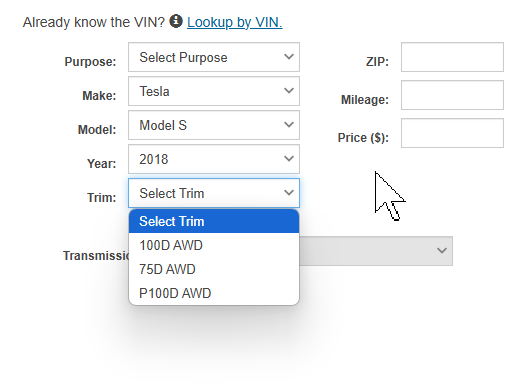 Already know the VIN? Lookup by VIN.
Purpose: Select Purpose
ZIP:
Make: Tesla
Mileage:
Model: Model S
Price ($):
Year: 2018
Trim: Select Trim
Select Trim
100D AWD
Transmissi
75D AWD
P100D AWD